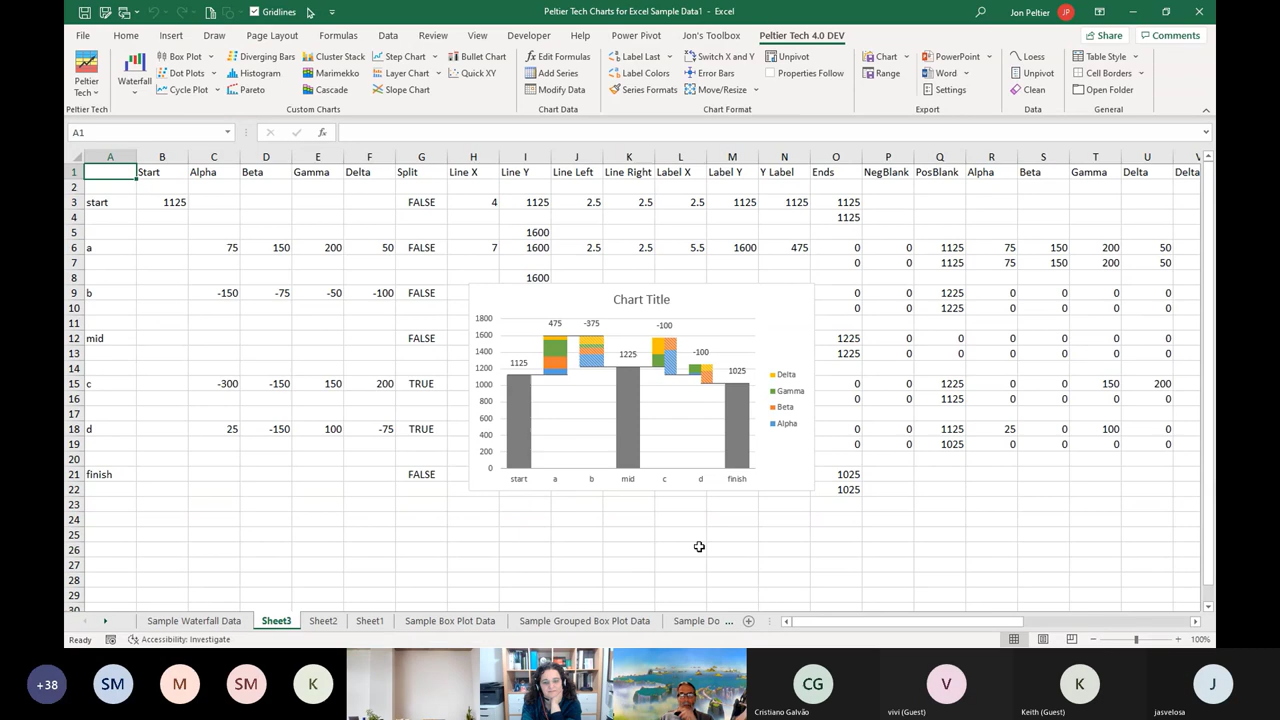 Gridlines Peltier Tech Charts for Excel Sample Data1 - Excel Jon Peltier JP
File Home Insert Draw Page Layout Formulas Data Review View Developer Help Power Pivot Jon's Toolbox Peltier Tech 4.0 DEV Share Comments
Box Plot Diverging Bars Cluster Stack Step Chart Bullet Chart Edit Formulas Label Last Switch X and Y Unpivot Chart PowerPoint Loess Table Style
Peltier Tech Waterfall Dot Plots Histogram Marimekko Layer Chart Quick XY Add Series Label Colors Error Bars Properties Follow Range Word Unpivot Cell Borders
Cycle Plot Pareto Cascade Slope Chart Modify Data Series Formats Move/Resize Settings Clean Open Folder
Peltier Tech Custom Charts Chart Data Chart Format Export Data General
A1 fx
A B C D E F G H I J K L M N O P Q R S T U V
1 Start Alpha Beta Gamma Delta Split Line X Line Y Line Left Line Right Label X Label Y Y Label Ends NegBlank PosBlank Alpha Beta Gamma Delta Delta
2
3 start 1125 FALSE 4 1125 2.5 2.5 2.5 1125 1125 1125
4 1125
5 1600
6 a 75 150 200 50 FALSE 7 1600 2.5 2.5 5.5 1600 475 0 0 1125 75 150 200 50
7 0 0 1125 75 150 200 50
8 1600
9 b -150 -75 -50 -100 FALSE 0 0 1225 0 0 0 0
10 0 0 1225 0 0 0 0
11
12 mid FALSE 1225 0 0 0 0 0 0
13 1225 0 0 0 0 0 0
14
15 c -300 -150 150 200 TRUE 0 0 1225 0 0 150 200
16 0 0 1125 0 0 0 0
17
18 d 25 -150 100 -75 TRUE 0 0 1125 25 0 100 0
19 0 0 1025 0 0 0 0
20
21 finish FALSE 1025
22 1025
23
24
25
26
27
28
29
30
Chart Title
1800
1600
1400
1200
1000
800
600
400
200
0
475 -375 -100
1125 1225 -100 1025
Delta
Gamma
Beta
Alpha
start a b mid c d finish
Sample Waterfall Data Sheet3 Sheet2 Sheet1 Sample Box Plot Data Sample Grouped Box Plot Data Sample Do ...
Ready Accessibility: Investigate 100%
+38 SM M SM K CG V K J
Cristiano Galvão vivi (Guest) Keith (Guest) jasvelosa